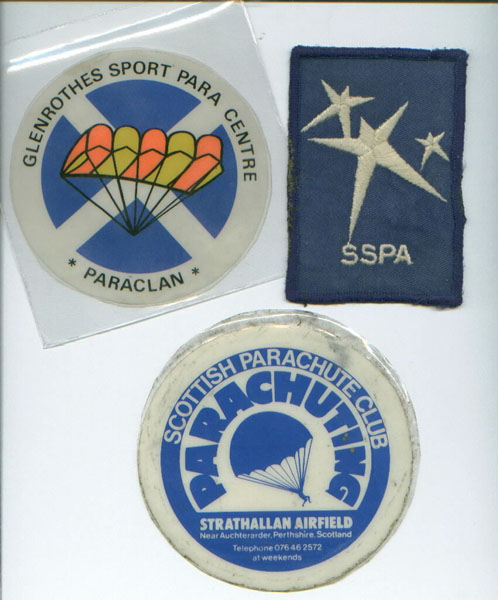 GLENROTHES SPORT PARA CENTRE
* PARACLAN *
SSPA
SCOTTISH PARACHUTE CLUB
PARACHUTING
STRATHALLAN AIRFIELD
Near Auchterarder, Perthshire, Scotland
Telephone 076 46 2572
at weekends